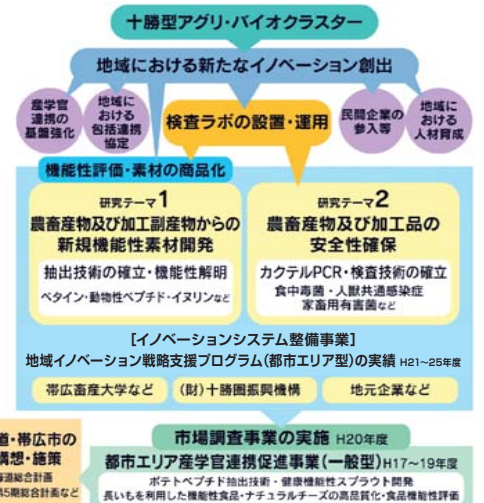 十勝型アグリ・バイオクラスター
地域における新たなイノベーション創出
産学官
連携の
基盤強化
地域に
おける
包括連携
協定
検査ラボの設置・運用
民間企業の
参入等
地域に
おける
人材育成
機能性評価・素材の商品化
研究テーマ1
農畜産物及び加工副産物からの
新規機能性素材開発
抽出技術の確立・機能性解明
ベタイン・動物性ペプチド・イヌリンなど
研究テーマ2
農畜産物及び加工品の
安全性確保
カクテルPCR・検査技術の確立
食中毒菌・人獣共通感染症
家畜用有害菌など
[イノベーションシステム整備事業]
地域イノベーション戦略支援プログラム(都市エリア型)の実績 H21~25年度
帯広畜産大学など
(財)十勝圏振興機構
地元企業など
道・帯広市の
構想・施策
海道総合計画
第5期総合計画など
市場調査事業の実施 H20年度
都市エリア産学官連携促進事業(一般型)H17~19年度
ポテトペプチド抽出技術・健康機能性スプラウト開発
長いもを利用した機能性食品・ナチュラルチーズの高品質化・食品機能性評価